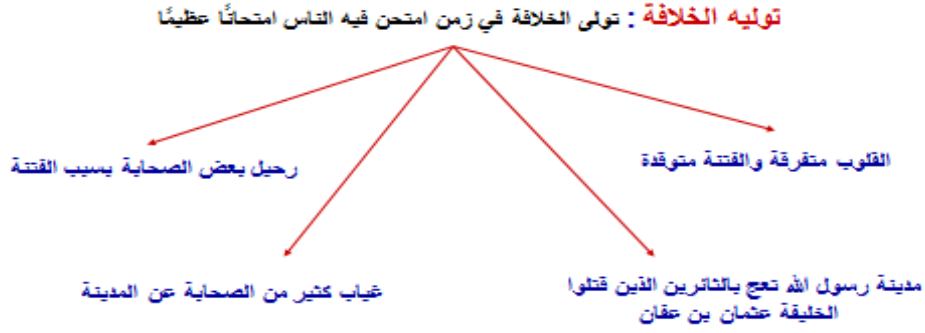 توليه الخلافة : تولى الخلافة في زمن امتحن فيه الناس امتحانًا عظيمًا
القلوب متفرقة والفتنة متوقدة
رحيل بعض الصحابة بسبب الفتنة
مدينة رسول الله تعج بالثائرين الذين قتلوا
الخليفة عثمان بن عفان
غياب كثير من الصحابة عن المدينة